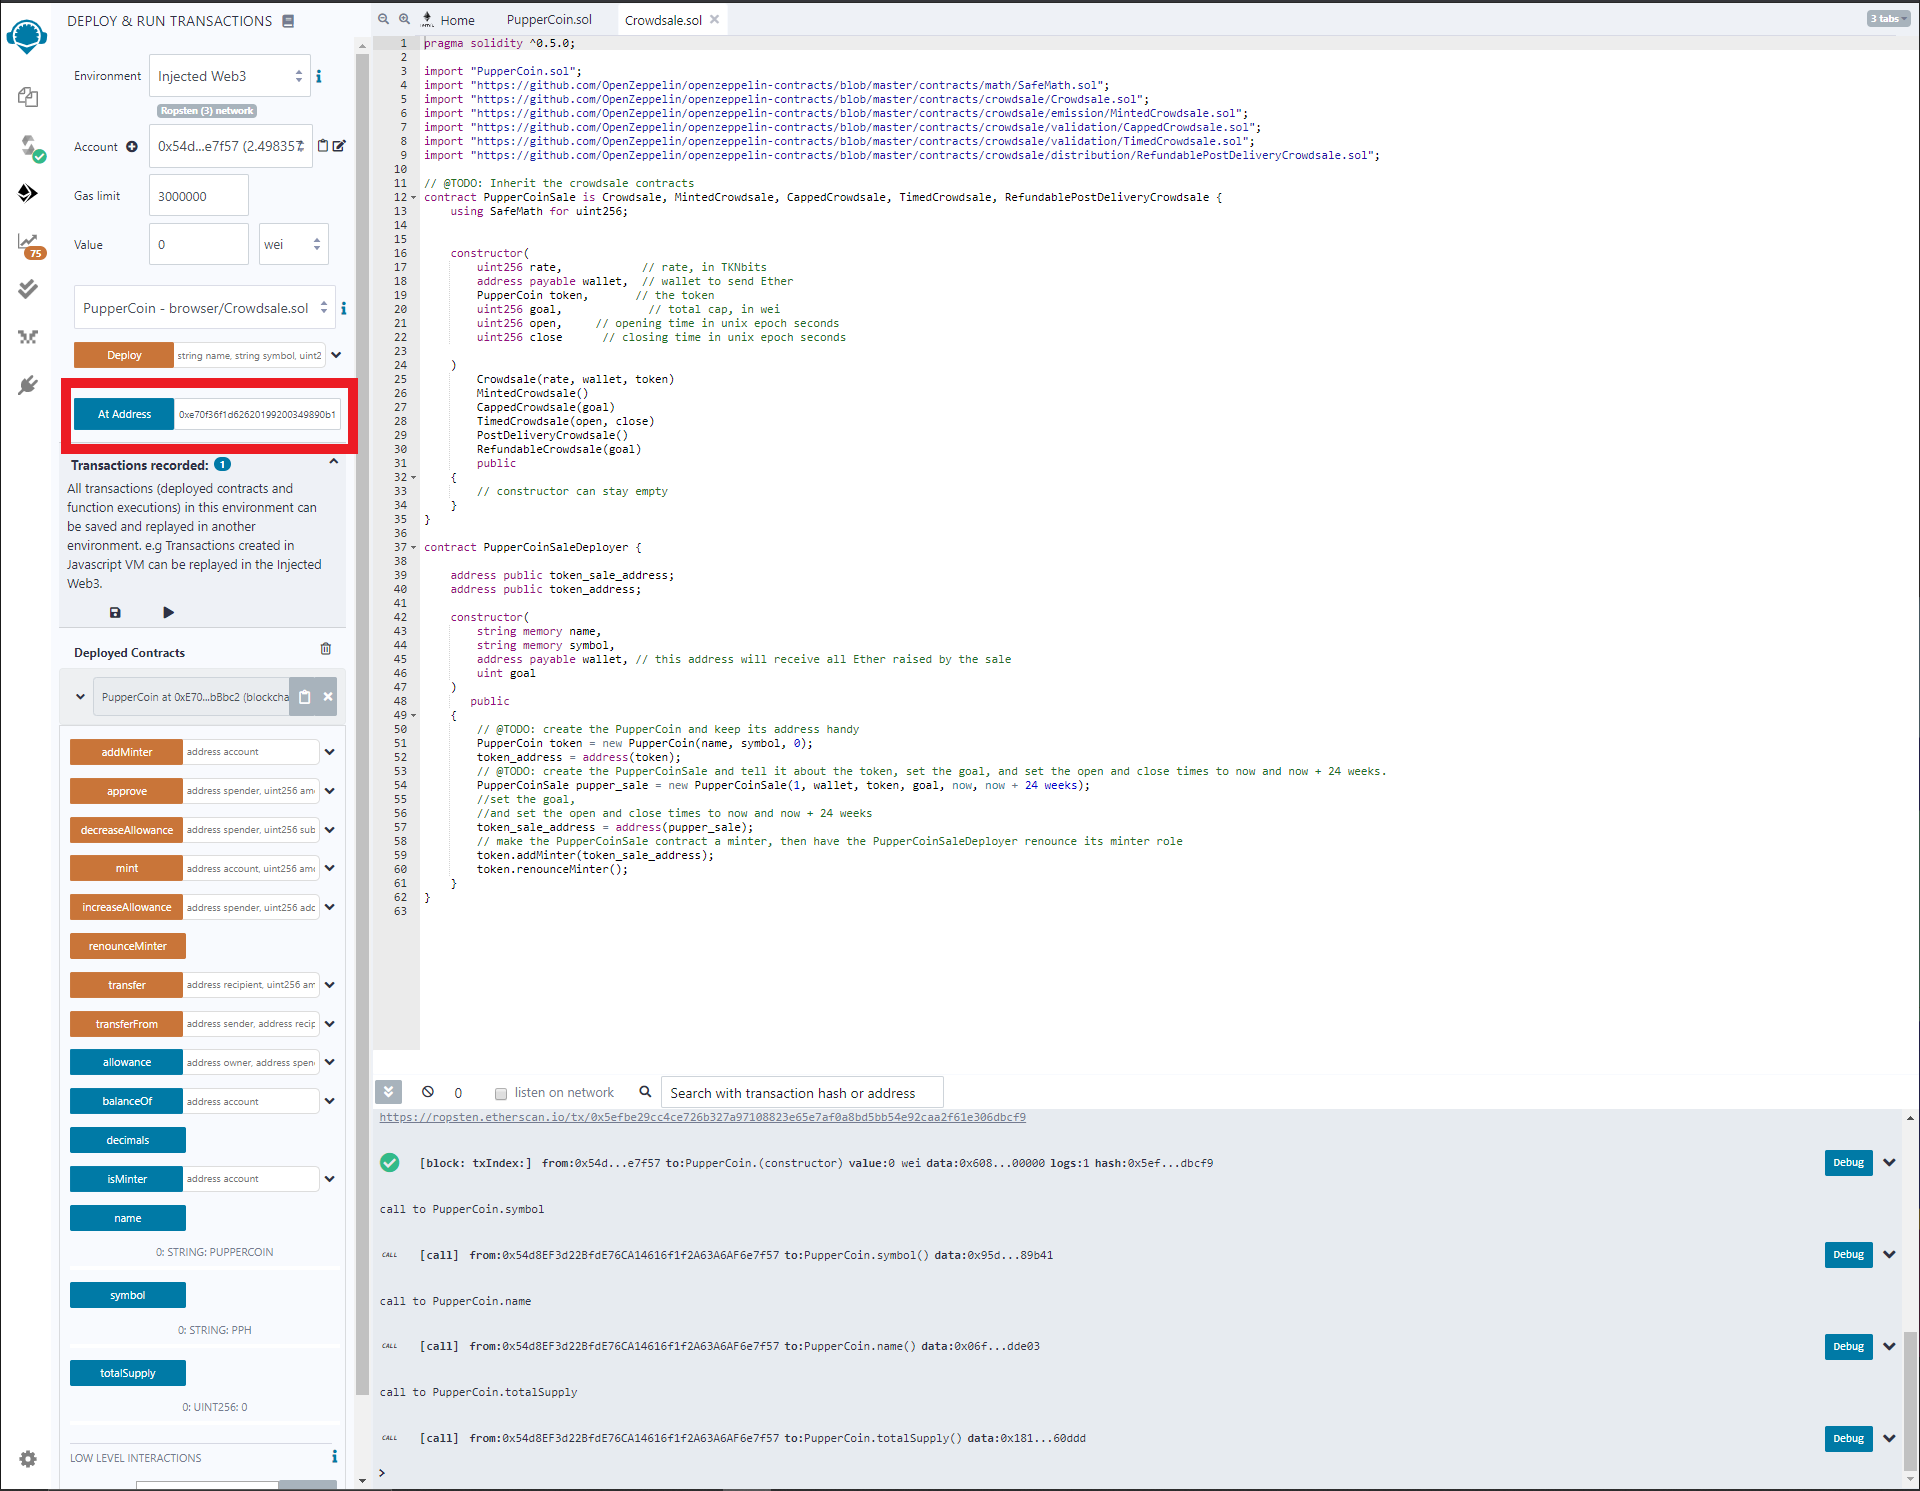 DEPLOY & RUN TRANSACTIONS
Environment
Injected Web3
Ropsten (3) network
Account
0x54d...e7f57 (2.498357
Gas limit
3000000
Value
0
wei
75
PupperCoin - browser/Crowdsale.sol
Deploy
string name, string symbol, uint2
At Address
0xe70f36f1d62620199200349890b1
Transactions recorded: 1
All transactions (deployed contracts and
function executions) in this environment can
be saved and replayed in another
environment. e.g Transactions created in
Javascript VM can be replayed in the Injected
Web3.
Deployed Contracts
PupperCoin at 0xE70...bBbc2 (blockcha
addMinter
address account
approve
address spender, uint256 am
decreaseAllowance
address spender, uint256 sub
mint
address account, uint256 am
increaseAllowance
address spender, uint256 adc
renounceMinter
transfer
address recipient, uint256 am
transferFrom
address sender, address recip
allowance
address owner, address spen
balanceOf
address account
decimals
isMinter
address account
name
0: STRING: PUPPERCOIN
symbol
0: STRING: PPH
totalSupply
0: UINT256: 0
LOW LEVEL INTERACTIONS
Home
PupperCoin.sol
Crowdsale.sol
3 tabs
1 pragma solidity ^0.5.0;
2
3 import "PupperCoin.sol";
4 import "https://github.com/OpenZeppelin/openzeppelin-contracts/blob/master/contracts/math/SafeMath.sol";
5 import "https://github.com/OpenZeppelin/openzeppelin-contracts/blob/master/contracts/crowdsale/Crowdsale.sol";
6 import "https://github.com/OpenZeppelin/openzeppelin-contracts/blob/master/contracts/crowdsale/emission/MintedCrowdsale.sol";
7 import "https://github.com/OpenZeppelin/openzeppelin-contracts/blob/master/contracts/crowdsale/validation/CappedCrowdsale.sol";
8 import "https://github.com/OpenZeppelin/openzeppelin-contracts/blob/master/contracts/crowdsale/validation/TimedCrowdsale.sol";
9 import "https://github.com/OpenZeppelin/openzeppelin-contracts/blob/master/contracts/crowdsale/distribution/RefundablePostDeliveryCrowdsale.sol";
10
11 // @TODO: Inherit the crowdsale contracts
12 contract PupperCoinSale is Crowdsale, MintedCrowdsale, CappedCrowdsale, TimedCrowdsale, RefundablePostDeliveryCrowdsale {
13 using SafeMath for uint256;
14
15
16 constructor(
17 uint256 rate, // rate, in TKNbits
18 address payable wallet, // wallet to send Ether
19 PupperCoin token, // the token
20 uint256 goal, // total cap, in wei
21 uint256 open, // opening time in unix epoch seconds
22 uint256 close // closing time in unix epoch seconds
23
24 )
25 Crowdsale(rate, wallet, token)
26 MintedCrowdsale()
27 CappedCrowdsale(goal)
28 TimedCrowdsale(open, close)
29 PostDeliveryCrowdsale()
30 RefundableCrowdsale(goal)
31 public
32 {
33 // constructor can stay empty
34 }
35 }
36
37 contract PupperCoinSaleDeployer {
38
39 address public token_sale_address;
40 address public token_address;
41
42 constructor(
43 string memory name,
44 string memory symbol,
45 address payable wallet, // this address will receive all Ether raised by the sale
46 uint goal
47 )
48 public
49 {
50 // @TODO: create the PupperCoin and keep its address handy
51 PupperCoin token = new PupperCoin(name, symbol, 0);
52 token_address = address(token);
53 // @TODO: create the PupperCoinSale and tell it about the token, set the goal, and set the open and close times to now and now + 24 weeks.
54 PupperCoinSale pupper_sale = new PupperCoinSale(1, wallet, token, goal, now, now + 24 weeks);
55 //set the goal,
56 //and set the open and close times to now and now + 24 weeks
57 token_sale_address = address(pupper_sale);
58 // make the PupperCoinSale contract a minter, then have the PupperCoinSaleDeployer renounce its minter role
59 token.addMinter(token_sale_address);
60 token.renounceMinter();
61 }
62 }
63
0
listen on network
Search with transaction hash or address
https://ropsten.etherscan.io/tx/0x5efbe29cc4ce726b327a97108823e65e7af0a8bd5bb54e92caa2f61e306dbcf9
[block: txIndex:] from:0x54d...e7f57 to:PupperCoin.(constructor) value:0 wei data:0x608...00000 logs:1 hash:0x5ef...dbcf9
Debug
call to PupperCoin.symbol
CALL [call] from:0x54d8EF3d22BfdE76CA14616f1f2A63A6AF6e7f57 to:PupperCoin.symbol() data:0x95d...89b41
Debug
call to PupperCoin.name
CALL [call] from:0x54d8EF3d22BfdE76CA14616f1f2A63A6AF6e7f57 to:PupperCoin.name() data:0x06f...dde03
Debug
call to PupperCoin.totalSupply
CALL [call] from:0x54d8EF3d22BfdE76CA14616f1f2A63A6AF6e7f57 to:PupperCoin.totalSupply() data:0x181...60ddd
Debug
>